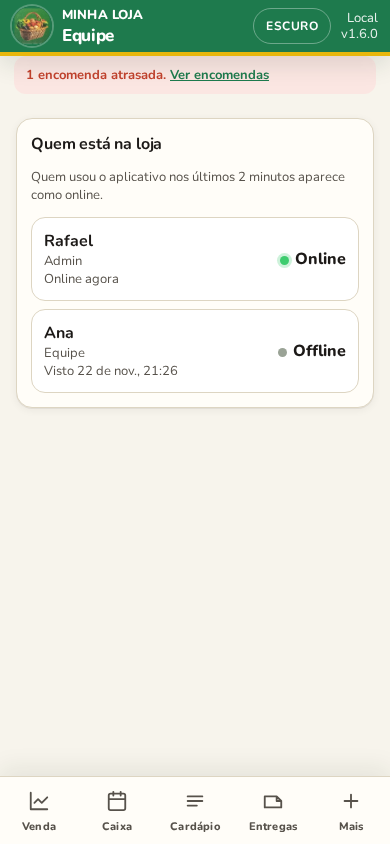 MINHA LOJA
Equipe
ESCURO
Local
v1.6.0
1 encomenda atrasada. Ver encomendas
Quem está na loja
Quem usou o aplicativo nos últimos 2 minutos aparece
como online.
Rafael
Admin
Online agora
Online
Ana
Equipe
Visto 22 de nov., 21:26
Offline
Venda
Caixa
Cardápio
Entregas
Mais